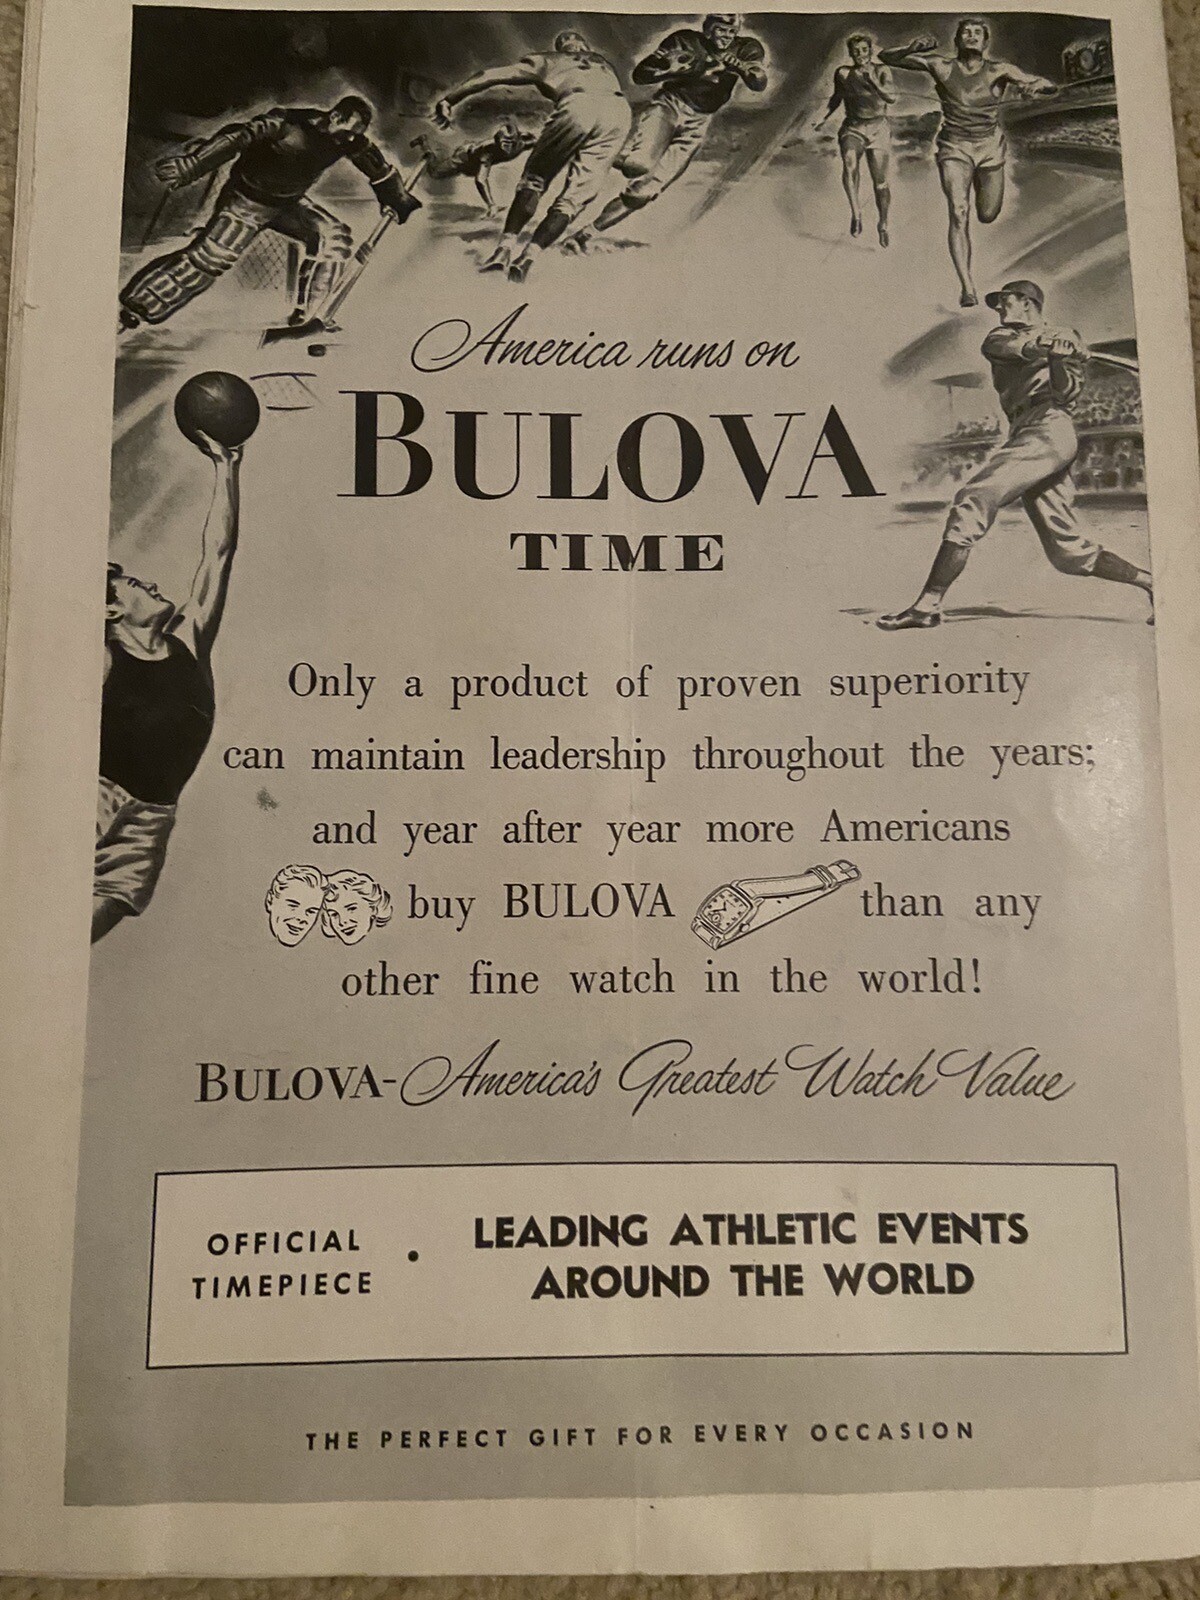 America runs on
BULOVA
TIME
Only a product of proven superiority
can maintain leadership throughout the years;
and year after year more Americans
buy BULOVA than any
other fine watch in the world!
BULOVA-America's Greatest Watch Value
OFFICIAL TIMEPIECE • LEADING ATHLETIC EVENTS AROUND THE WORLD
THE PERFECT GIFT FOR EVERY OCCASION